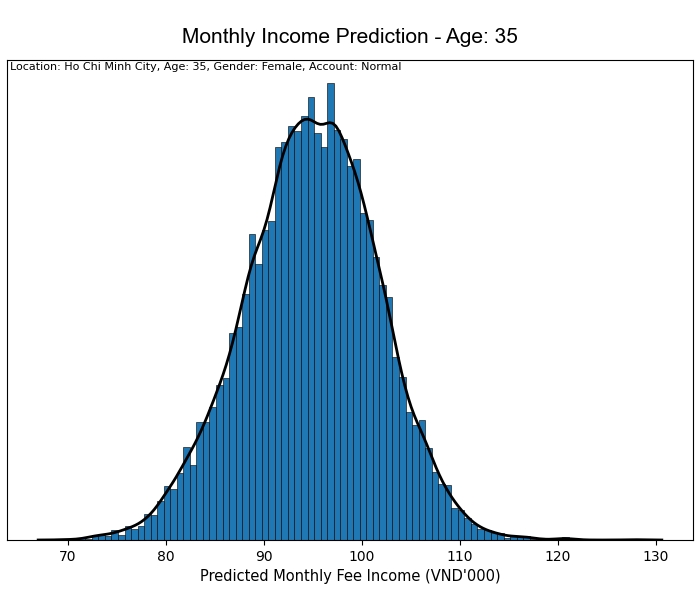 Monthly Income Prediction - Age: 35
Location: Ho Chi Minh City, Age: 35, Gender: Female, Account: Normal
70 80 90 100 110 120 130
Predicted Monthly Fee Income (VND'000)